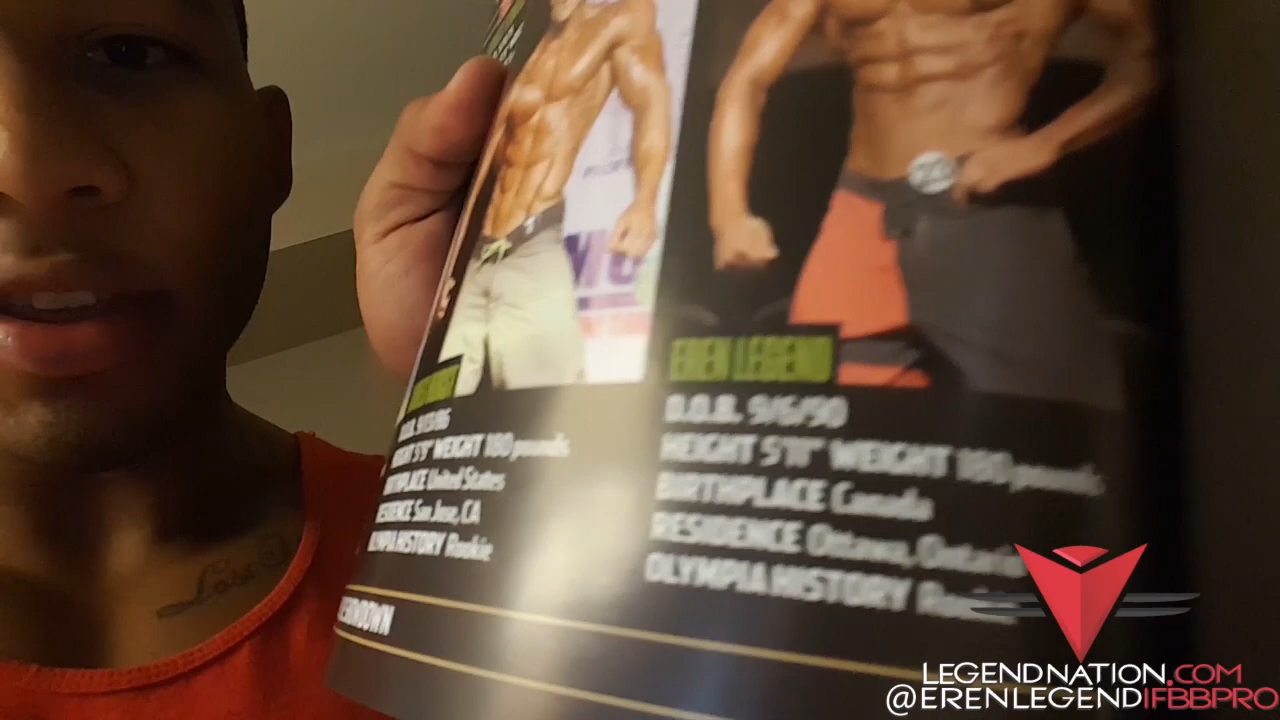 EREN LEGEND
D.O.B. 9/6/90
HEIGHT 5'11" WEIGHT 180 pounds
BIRTHPLACE Canada
RESIDENCE Ottawa, Ontario
OLYMPIA HISTORY
WEIGHT 180 pounds
United States
San Jose, CA
HISTORY Rookie
LEGENDNATION.COM
@ERENLEGENDIFBBPRO